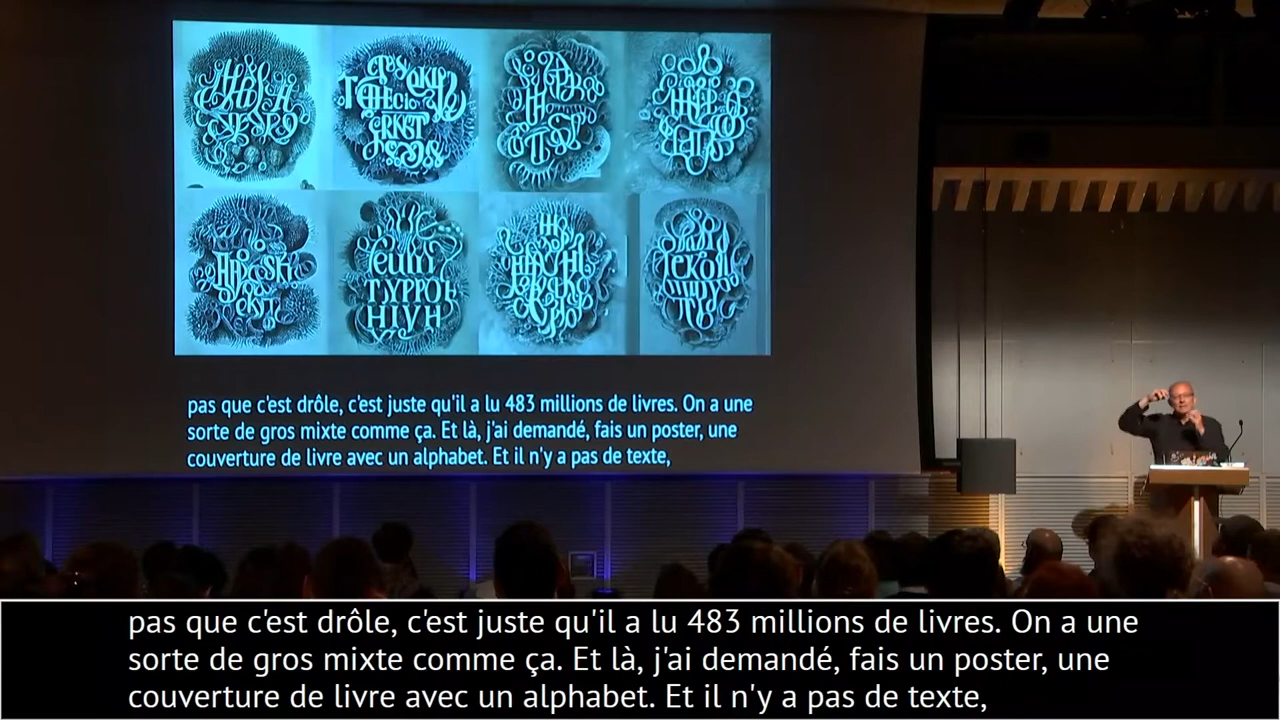 pas que c'est drôle, c'est juste qu'il a lu 483 millions de livres. On a une
sorte de gros mixte comme ça. Et là, j'ai demandé, fais un poster, une
couverture de livre avec un alphabet. Et il n'y a pas de texte,
pas que c'est drôle, c'est juste qu'il a lu 483 millions de livres. On a une
sorte de gros mixte comme ça. Et là, j'ai demandé, fais un poster, une
couverture de livre avec un alphabet. Et il n'y a pas de texte,